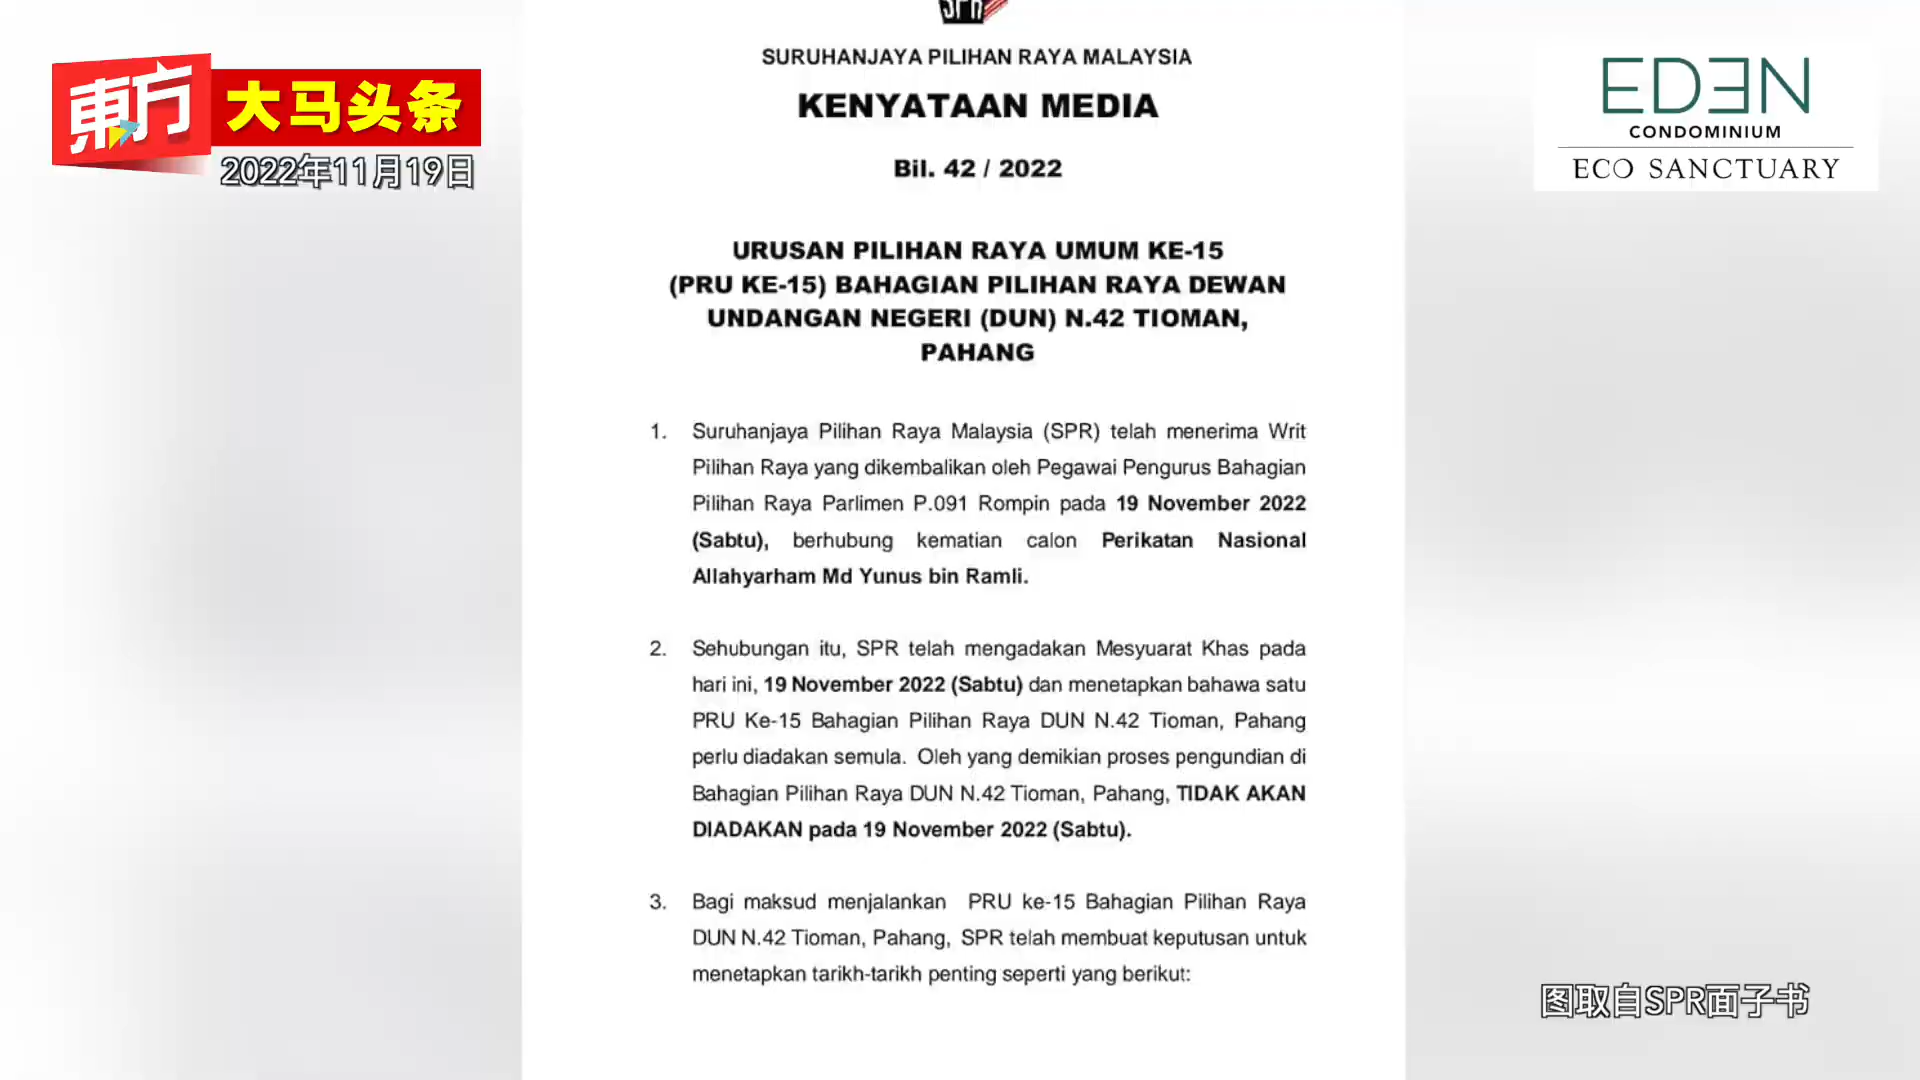 SPR
SURUHANJAYA PILIHAN RAYA MALAYSIA
KENYATAAN MEDIA
Bil. 42 / 2022
東方
大马头条
2022年11月19日
EDEN
CONDOMINIUM
ECO SANCTUARY
URUSAN PILIHAN RAYA UMUM KE-15
(PRU KE-15) BAHAGIAN PILIHAN RAYA DEWAN
UNDANGAN NEGERI (DUN) N.42 TIOMAN,
PAHANG
1. Suruhanjaya Pilihan Raya Malaysia (SPR) telah menerima Writ
Pilihan Raya yang dikembalikan oleh Pegawai Pengurus Bahagian
Pilihan Raya Parlimen P.091 Rompin pada 19 November 2022
(Sabtu), berhubung kematian calon Perikatan Nasional
Allahyarham Md Yunus bin Ramli.
2. Sehubungan itu, SPR telah mengadakan Mesyuarat Khas pada
hari ini, 19 November 2022 (Sabtu) dan menetapkan bahawa satu
PRU Ke-15 Bahagian Pilihan Raya DUN N.42 Tioman, Pahang
perlu diadakan semula. Oleh yang demikian proses pengundian di
Bahagian Pilihan Raya DUN N.42 Tioman, Pahang, TIDAK AKAN
DIADAKAN pada 19 November 2022 (Sabtu).
3. Bagi maksud menjalankan PRU ke-15 Bahagian Pilihan Raya
DUN N.42 Tioman, Pahang, SPR telah membuat keputusan untuk
menetapkan tarikh-tarikh penting seperti yang berikut:
图取自SPR面子书